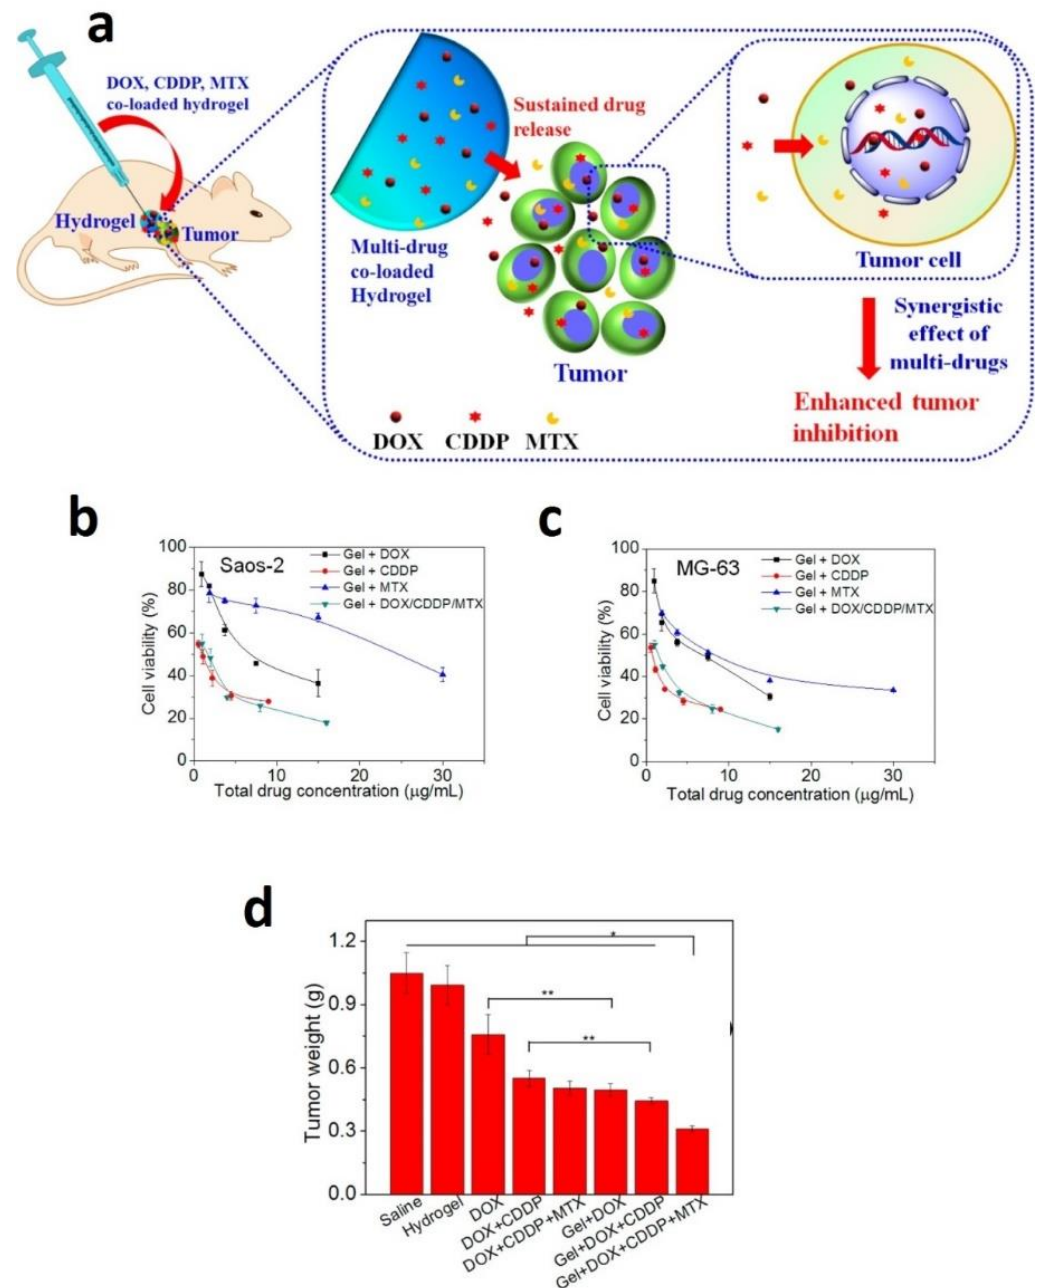 a
DOX, CDDP, MTX
co-loaded hydrogel
Hydrogel
Tumor
Sustained drug
release
Multi-drug
co-loaded
Hydrogel
Tumor
DOX CDDP MTX
Tumor cell
Synergistic
effect of
multi-drugs
Enhanced tumor
inhibition
b
Saos-2
Gel + DOX
Gel + CDDP
Gel + MTX
Gel + DOX/CDDP/MTX
Cell viability (%)
100
80
60
40
20
0
0 10 20 30
Total drug concentration (μg/mL)
c
MG-63
Gel + DOX
Gel + CDDP
Gel + MTX
Gel + DOX/CDDP/MTX
Cell viability (%)
100
80
60
40
20
0
0 10 20 30
Total drug concentration (μg/mL)
d
Tumor weight (g)
1.2
0.9
0.6
0.3
0.0
*
**
**
Saline
Hydrogel
DOX
DOX+CDDP
DOX+CDDP+MTX
Gel+DOX
Gel+DOX+CDDP
Gel+DOX+CDDP+MTX